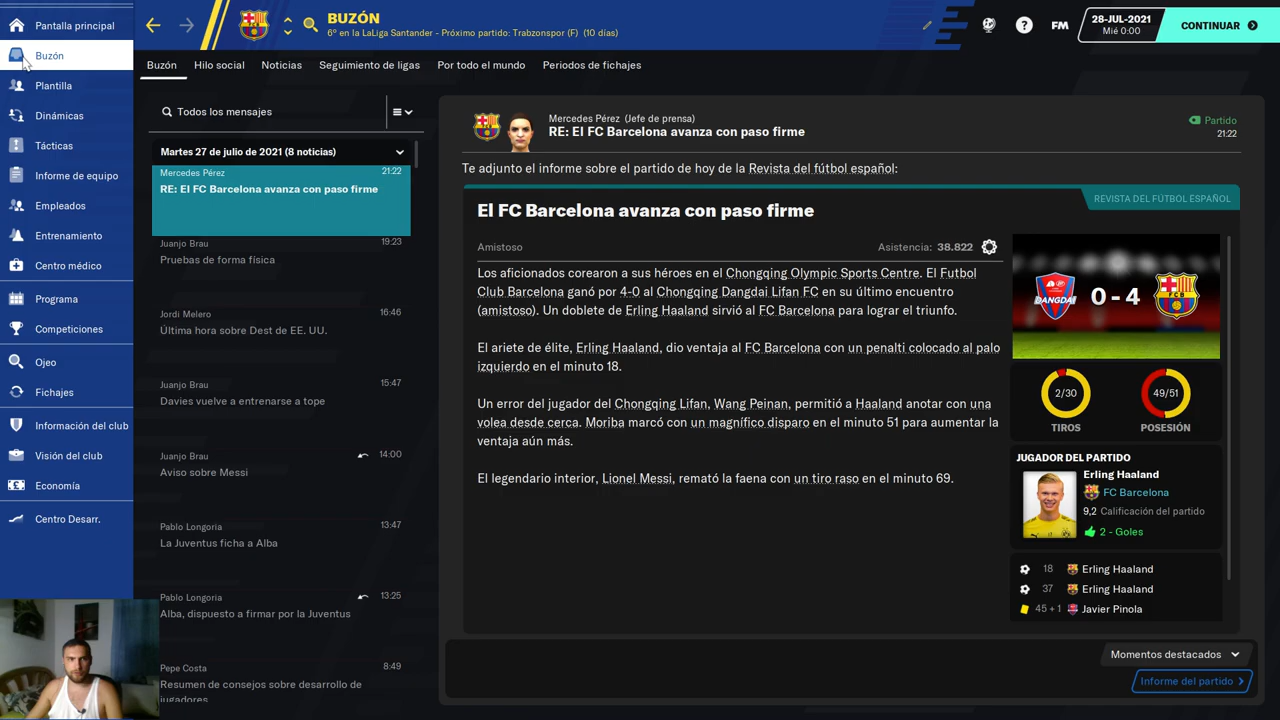 Pantalla principal
Buzón
Plantilla
Dinámicas
Tácticas
Informe de equipo
Empleados
Entrenamiento
Centro médico
Programa
Competiciones
Ojeo
Fichajes
Información del club
Visión del club
Economía
Centro Desarr.
BUZÓN
6º en la LaLiga Santander - Próximo partido: Trabzonspor (F) (10 días)
FM
28-JUL-2021
Mié 0:00
CONTINUAR
Buzón
Hilo social
Noticias
Seguimiento de ligas
Por todo el mundo
Periodos de fichajes
Todos los mensajes
Martes 27 de julio de 2021 (8 noticias)
Mercedes Pérez 21:22
RE: El FC Barcelona avanza con paso firme
Juanjo Brau 19:23
Pruebas de forma física
Jordi Melero 16:46
Última hora sobre Dest de EE. UU.
Juanjo Brau 15:47
Davies vuelve a entrenarse a tope
Juanjo Brau 14:00
Aviso sobre Messi
Pablo Longoria 13:47
La Juventus ficha a Alba
Pablo Longoria 13:25
Alba, dispuesto a firmar por la Juventus
Pepe Costa 8:49
Resumen de consejos sobre desarrollo de
jugadores
Mercedes Pérez (Jefe de prensa)
RE: El FC Barcelona avanza con paso firme
Partido
21:22
Te adjunto el informe sobre el partido de hoy de la Revista del fútbol español:
REVISTA DEL FÚTBOL ESPAÑOL
El FC Barcelona avanza con paso firme
Amistoso
Asistencia: 38.822
Los aficionados corearon a sus héroes en el Chongqing Olympic Sports Centre. El Futbol
Club Barcelona ganó por 4-0 al Chongqing Dangdai Lifan FC en su último encuentro
(amistoso). Un doblete de Erling Haaland sirvió al FC Barcelona para lograr el triunfo.
El ariete de élite, Erling Haaland, dio ventaja al FC Barcelona con un penalti colocado al palo
izquierdo en el minuto 18.
Un error del jugador del Chongqing Lifan, Wang Peinan, permitió a Haaland anotar con una
volea desde cerca. Moriba marcó con un magnífico disparo en el minuto 51 para aumentar la
ventaja aún más.
El legendario interior, Lionel Messi, remató la faena con un tiro raso en el minuto 69.
DANGDAI
0 - 4
2/30
TIROS
49/51
POSESIÓN
JUGADOR DEL PARTIDO
Erling Haaland
FC Barcelona
9,2 Calificación del partido
2 - Goles
18 Erling Haaland
37 Erling Haaland
45 + 1 Javier Pinola
Momentos destacados
Informe del partido